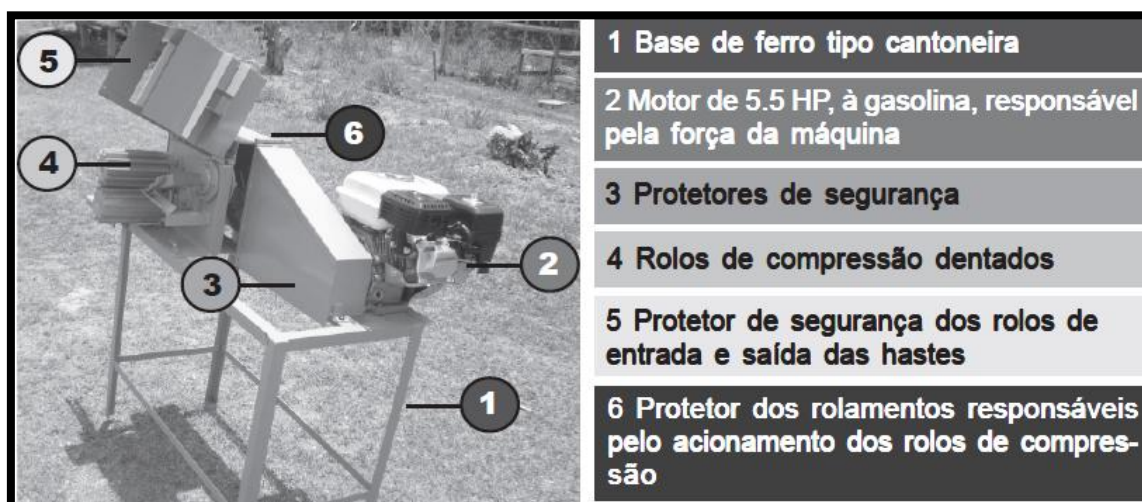 5
4
6
3
2
1
1 Base de ferro tipo cantoneira
2 Motor de 5.5 HP, à gasolina, responsável
pela força da máquina
3 Protetores de segurança
4 Rolos de compressão dentados
5 Protetor de segurança dos rolos de
entrada e saída das hastes
6 Protetor dos rolamentos responsáveis
pelo acionamento dos rolos de compres-
são